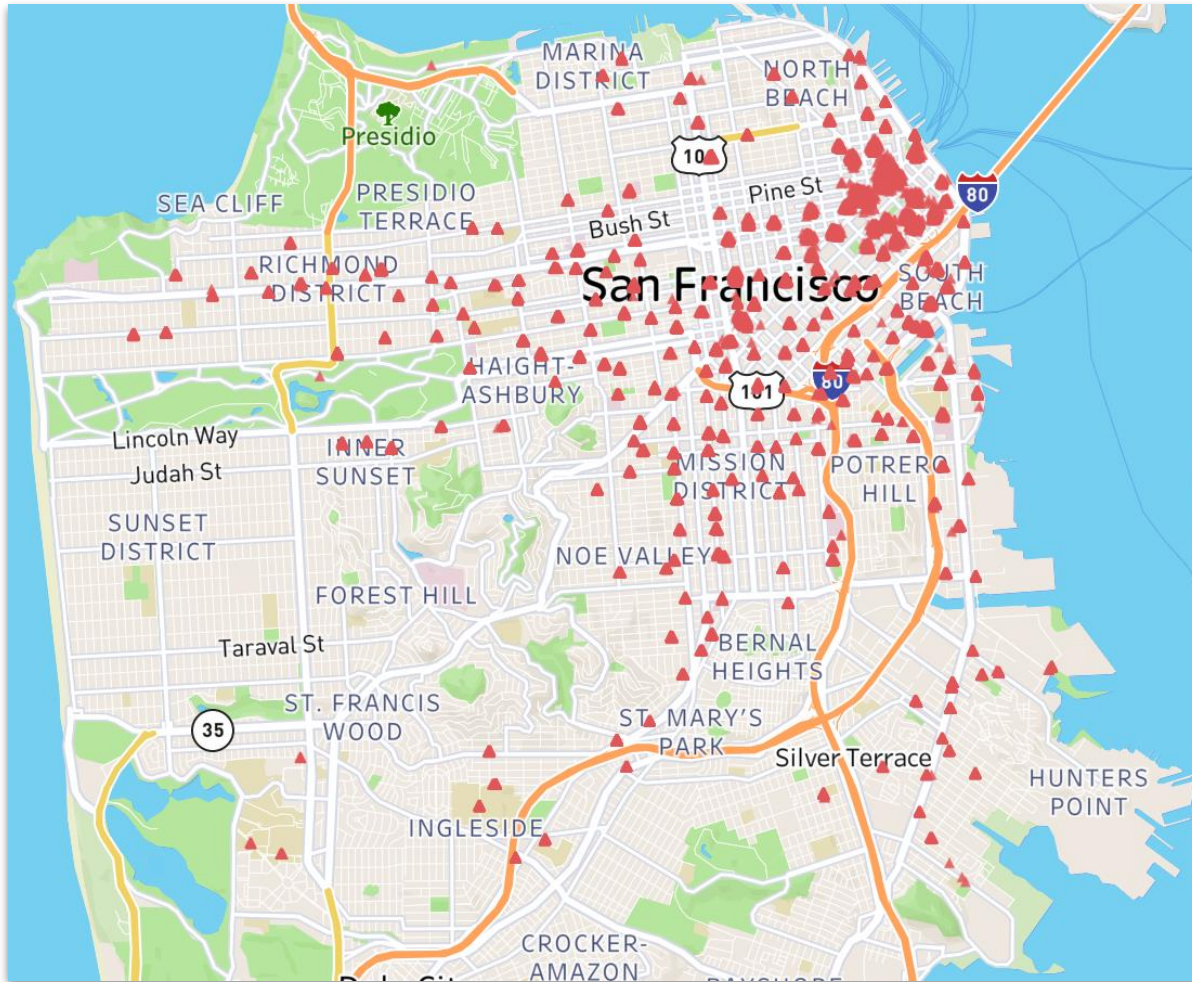 MARINA
DISTRICT
NORTH
BEACH
Presidio
10
80
Pine St
SEA CLIFF
PRESIDIO
TERRACE
Bush St
RICHMOND
DISTRICT
San Francisco
SOUTH
BEACH
HAIGHT-
ASHBURY
101
80
Lincoln Way
Judah St
INNER
SUNSET
MISSION
DISTRICT
POTRERO
HILL
SUNSET
DISTRICT
NOE VALLEY
FOREST HILL
Taraval St
BERNAL
HEIGHTS
ST. FRANCIS
WOOD
35
ST. MARY'S
PARK
Silver Terrace
HUNTERS
POINT
INGLESIDE
CROCKER-
AMAZON